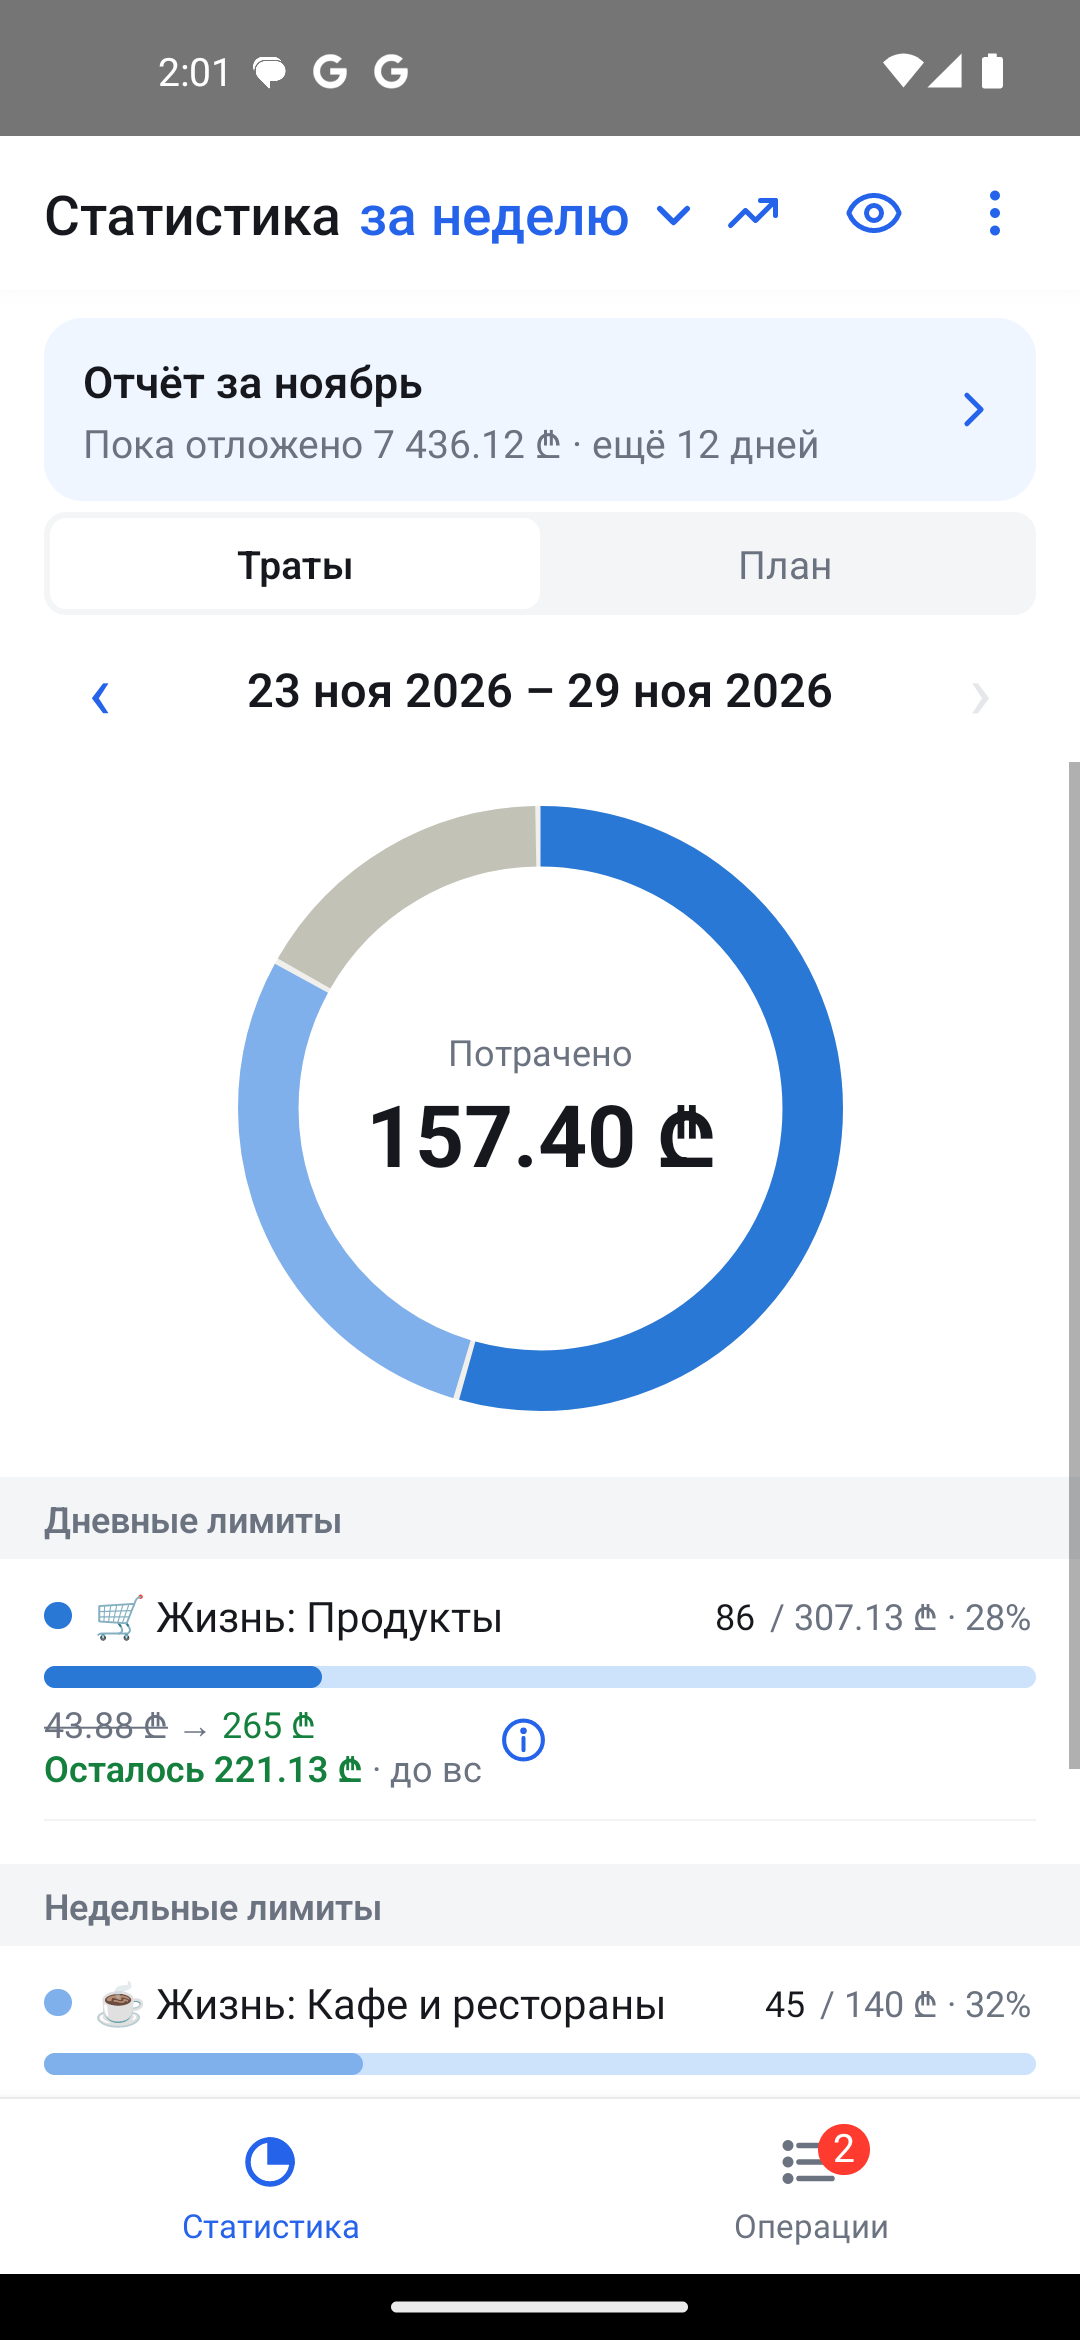 2:01
Статистика за неделю
Отчёт за ноябрь
Пока отложено 7 436.12 ₾ · ещё 12 дней
Траты
План
23 ноя 2026 – 29 ноя 2026
Потрачено
157.40 ₾
Дневные лимиты
Жизнь: Продукты 86 / 307.13 ₾ · 28%
43.88 ₾ → 265 ₾
Осталось 221.13 ₾ · до вс
Недельные лимиты
Жизнь: Кафе и рестораны 45 / 140 ₾ · 32%
2
Статистика
Операции